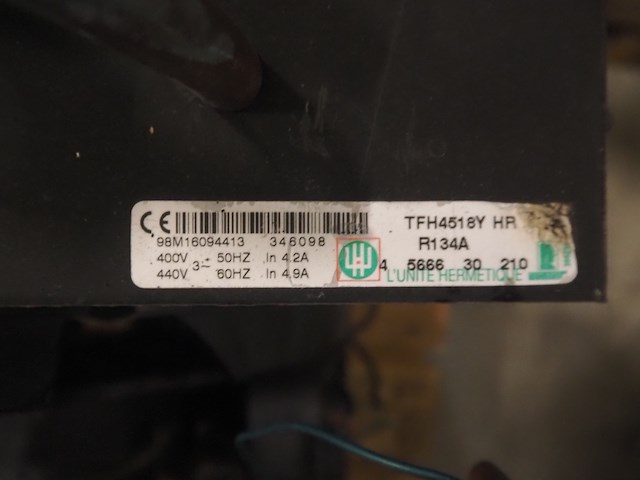 CE
98M16094413 346098
400V 3~ 50HZ In 4.2A
440V 60HZ In 4.9A
TFH4518Y HR
R134A
4 5666 30 210
L'UNITE HERMETIQUE